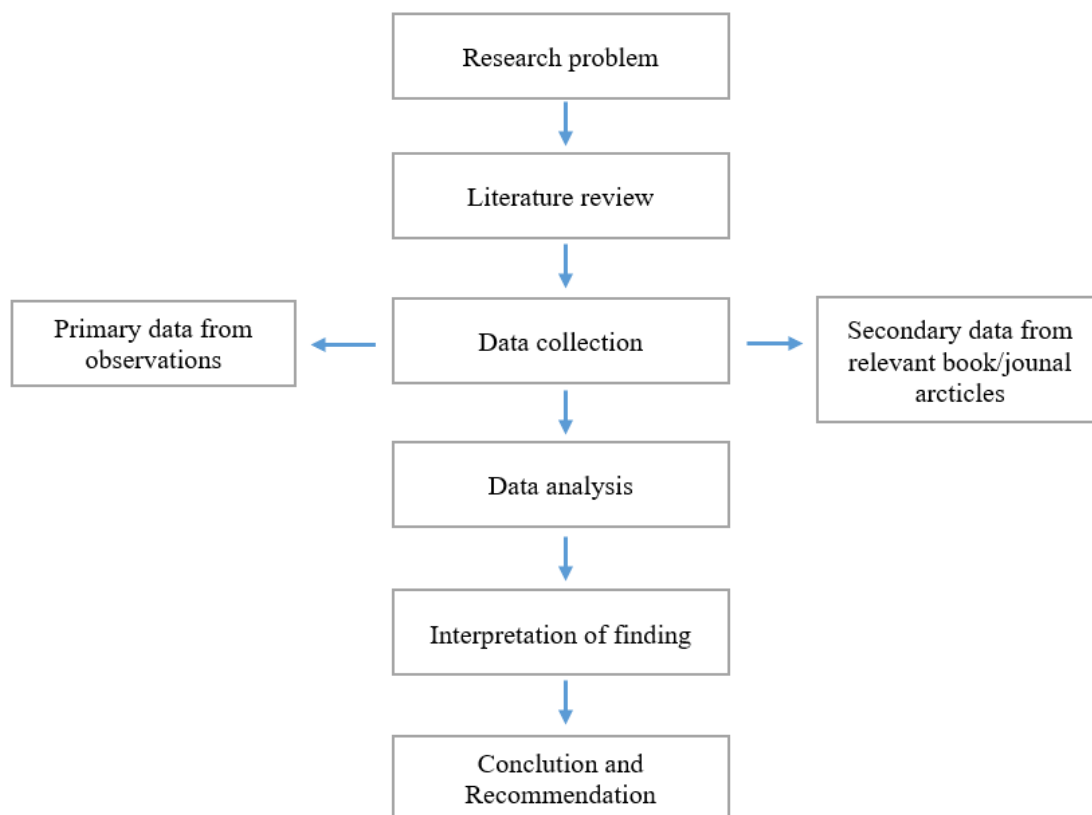 Research problem
Literature review
Primary data from
observations
Data collection
Secondary data from
relevant book/jounal
arcticles
Data analysis
Interpretation of finding
Conclution and
Recommendation